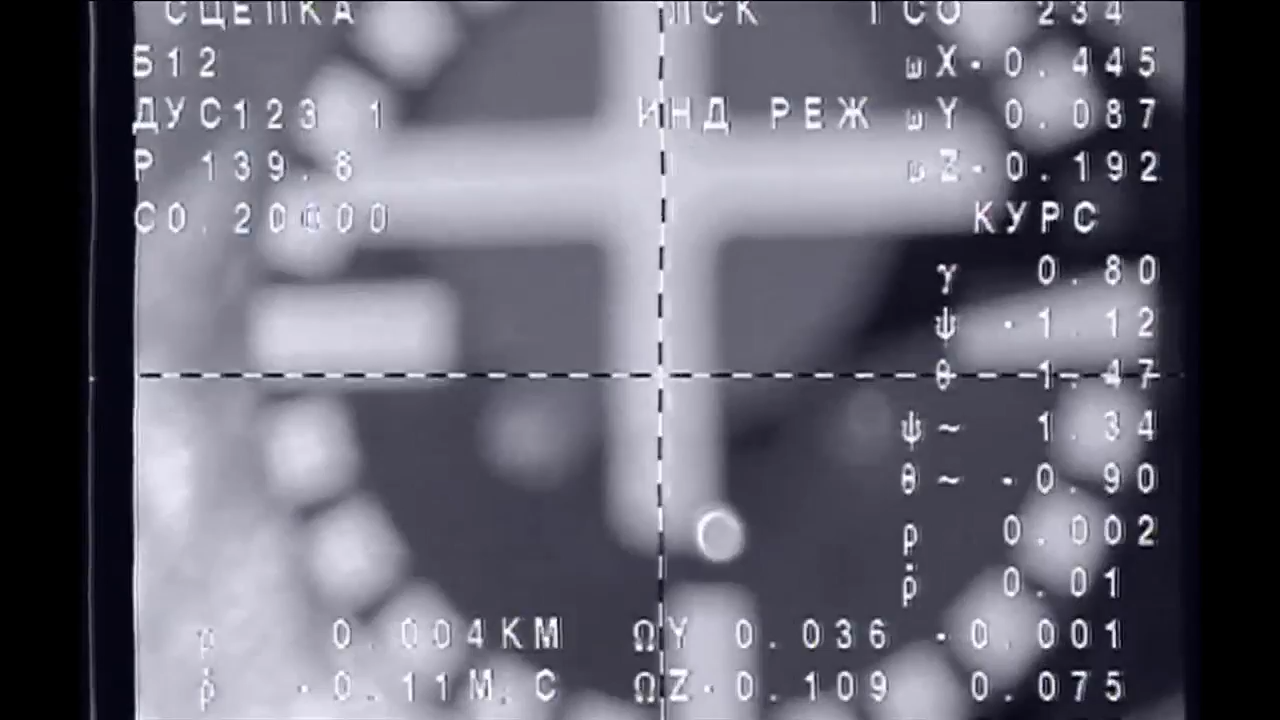 СЦЕПКА ЛСК ТСО 234
Б12 ωX-0.445
ДУС123 1 ИНД РЕЖ ωY 0.087
Р 139.8 ωZ-0.192
С0.20000 КУРС
γ 0.80
ψ -1.12
θ -1.47
ψ~ 1.34
θ~ -0.90
ρ 0.002
ρ̇ 0.01
ρ 0.004КМ ΩY 0.036 -0.001
ρ̇ -0.11М/С ΩZ-0.109 0.075